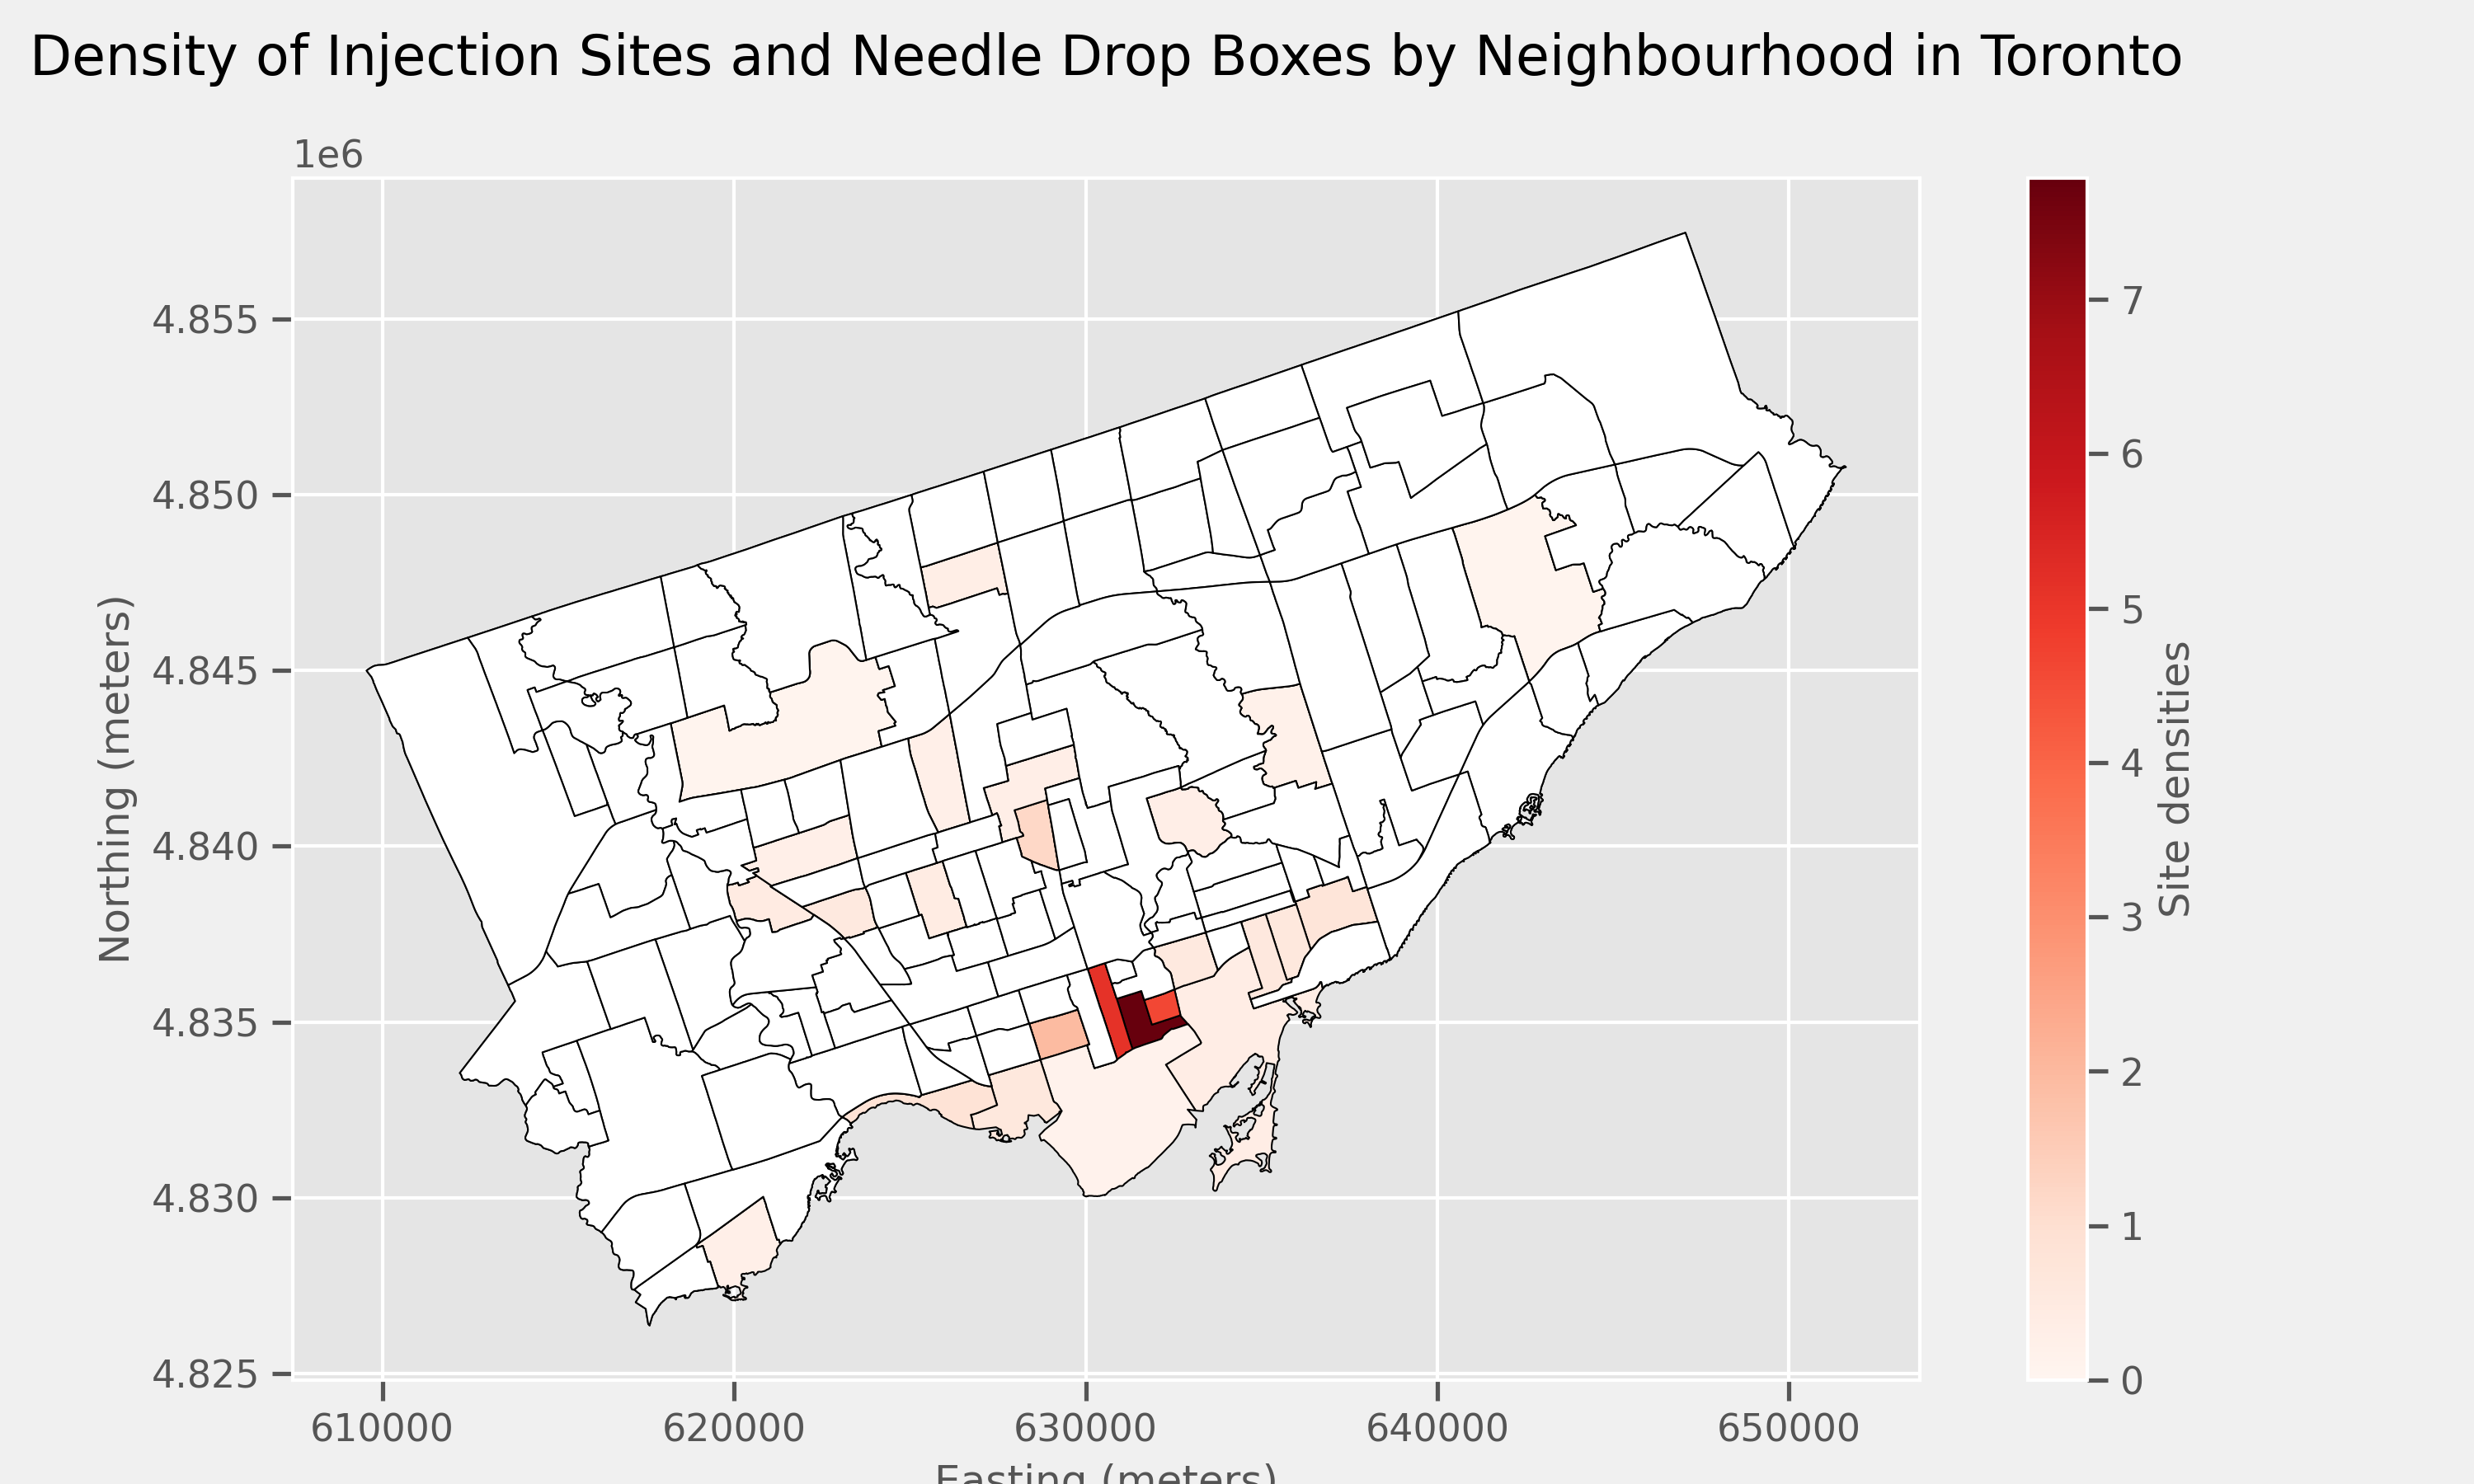 Density of Injection Sites and Needle Drop Boxes by Neighbourhood in Toronto
1e6
4.855
4.850
4.845
4.840
4.835
4.830
4.825
Northing (meters)
610000 620000 630000 640000 650000
Easting (meters)
7
6
5
4
3
2
1
0
Site densities